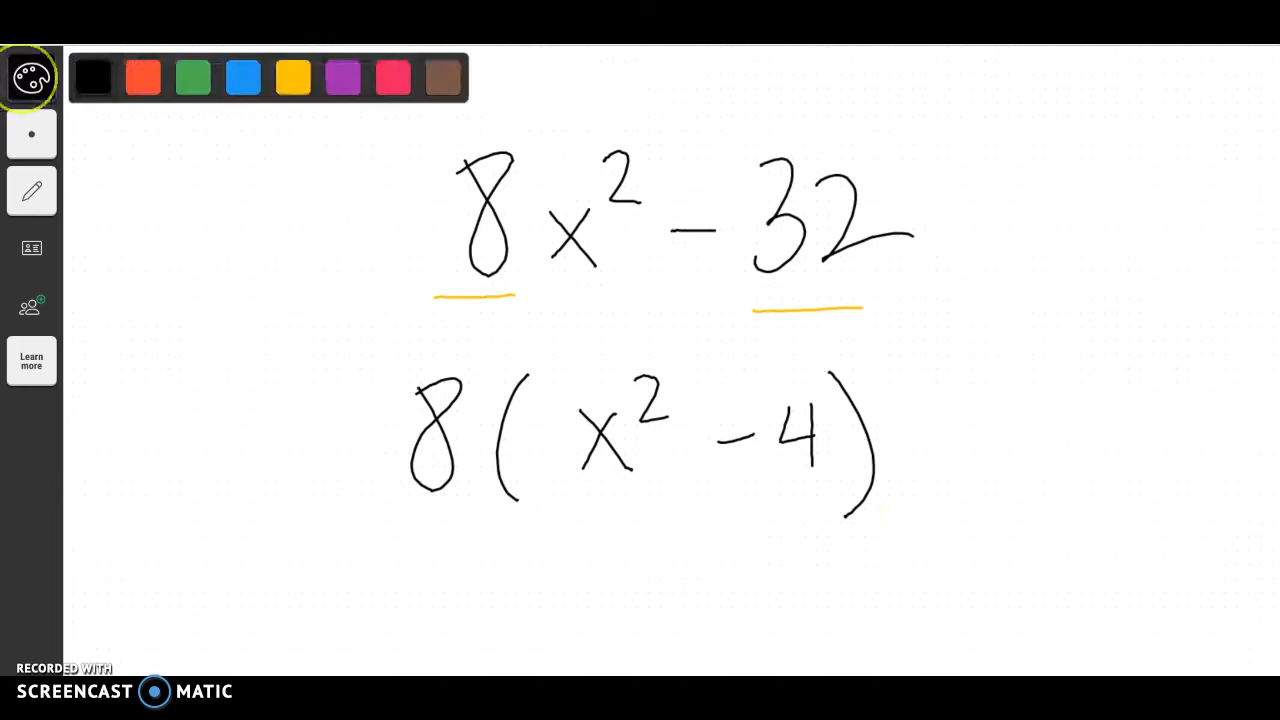 8x² - 32
8(x² - 4)
Learn
more
RECORDED WITH
SCREENCAST MATIC